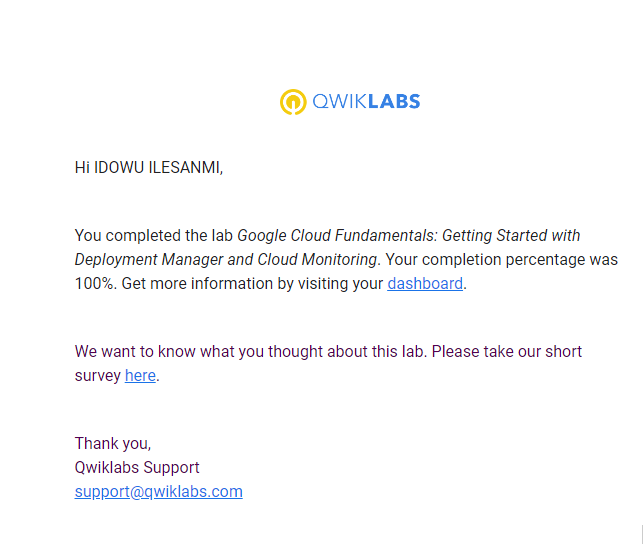 QWIKLABS
Hi IDOWU ILESANMI,
You completed the lab Google Cloud Fundamentals: Getting Started with
Deployment Manager and Cloud Monitoring. Your completion percentage was
100%. Get more information by visiting your dashboard.
We want to know what you thought about this lab. Please take our short
survey here.
Thank you,
Qwiklabs Support
support@qwiklabs.com